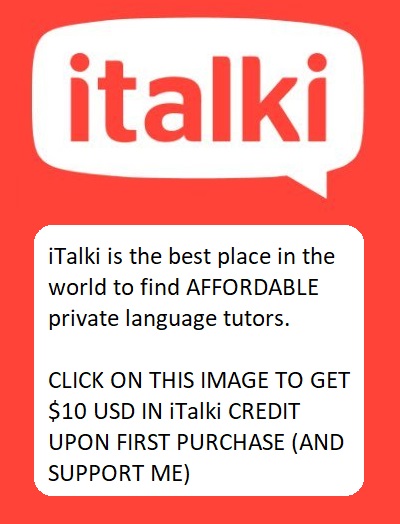 italki
iTalki is the best place in the
world to find AFFORDABLE
private language tutors.
CLICK ON THIS IMAGE TO GET
$10 USD IN iTalki CREDIT
UPON FIRST PURCHASE (AND
SUPPORT ME)